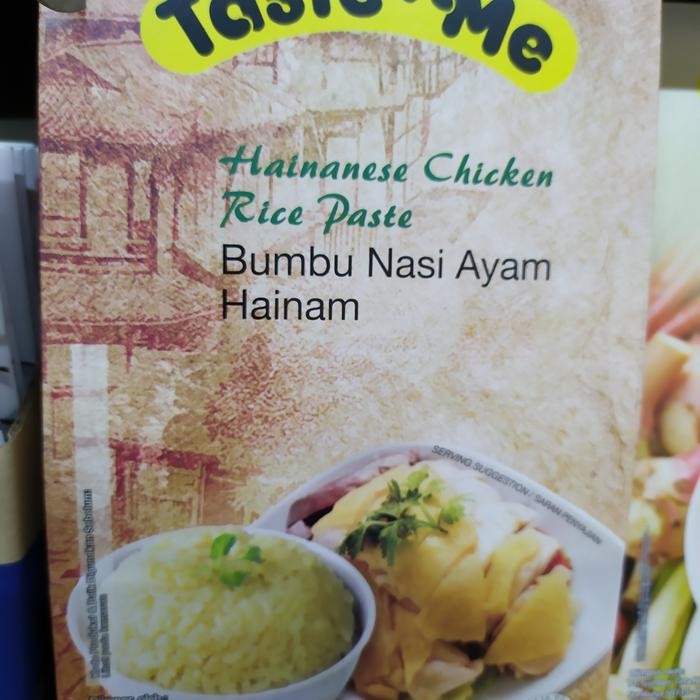 Taste Me
Hainanese Chicken
Rice Paste
Bumbu Nasi Ayam
Hainam
SERVING SUGGESTION / SARAN PENYAJIAN